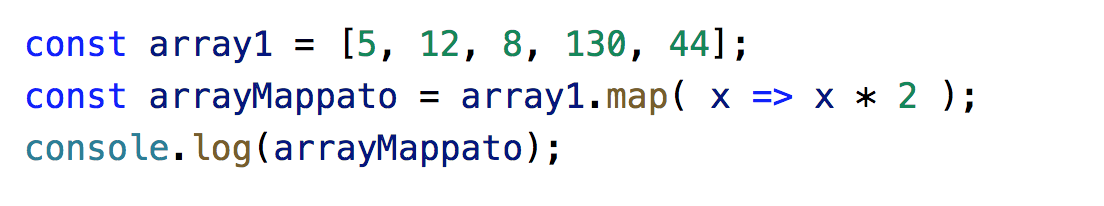 const array1 = [5, 12, 8, 130, 44];
const arrayMappato = array1.map( x => x * 2 );
console.log(arrayMappato);